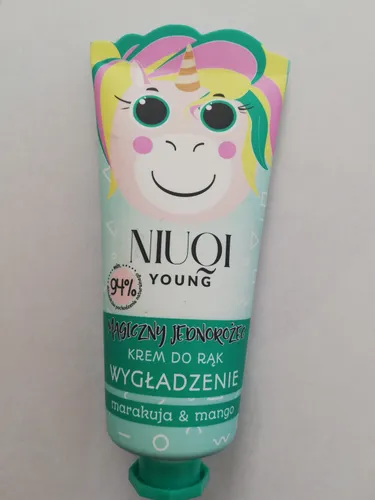 NIUQI
YOUNG
94%
MAGICZNY JEDNOROŻEC
KREM DO RĄK
WYGŁADZENIE
marakuja & mango